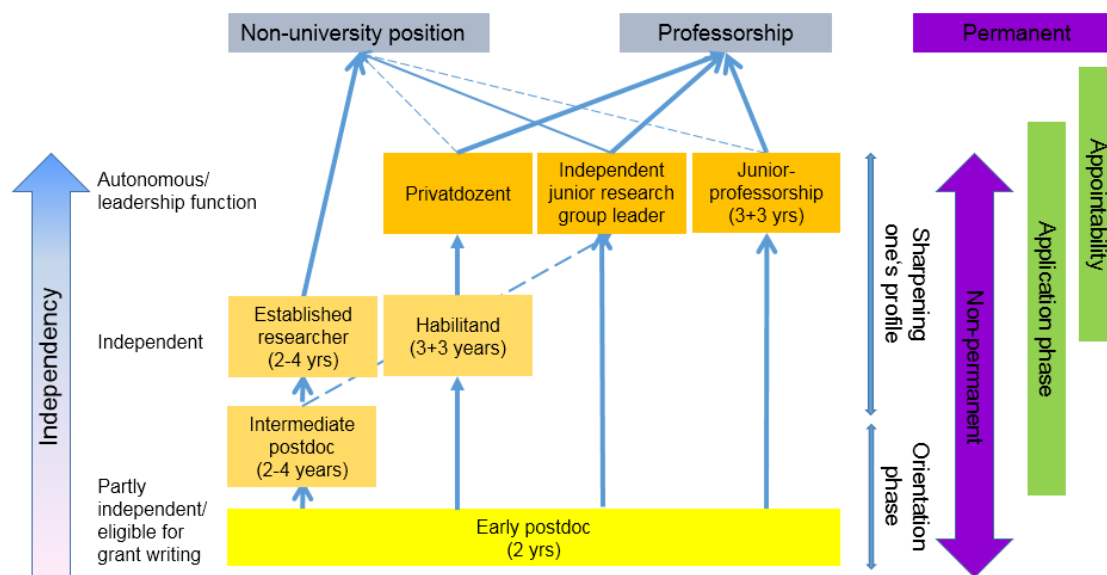 Non-university position
Professorship
Permanent
Autonomous/
leadership function
Privatdozent
Independent
junior research
group leader
Junior-
professorship
(3+3 yrs)
Independent
Established
researcher
(2-4 yrs)
Habilitand
(3+3 years)
Intermediate
postdoc
(2-4 years)
Partly
independent/
eligible for
grant writing
Early postdoc
(2 yrs)
Independency
Sharpening
one‘s profile
Orientation
phase
Non-permanent
Application phase
Appointability